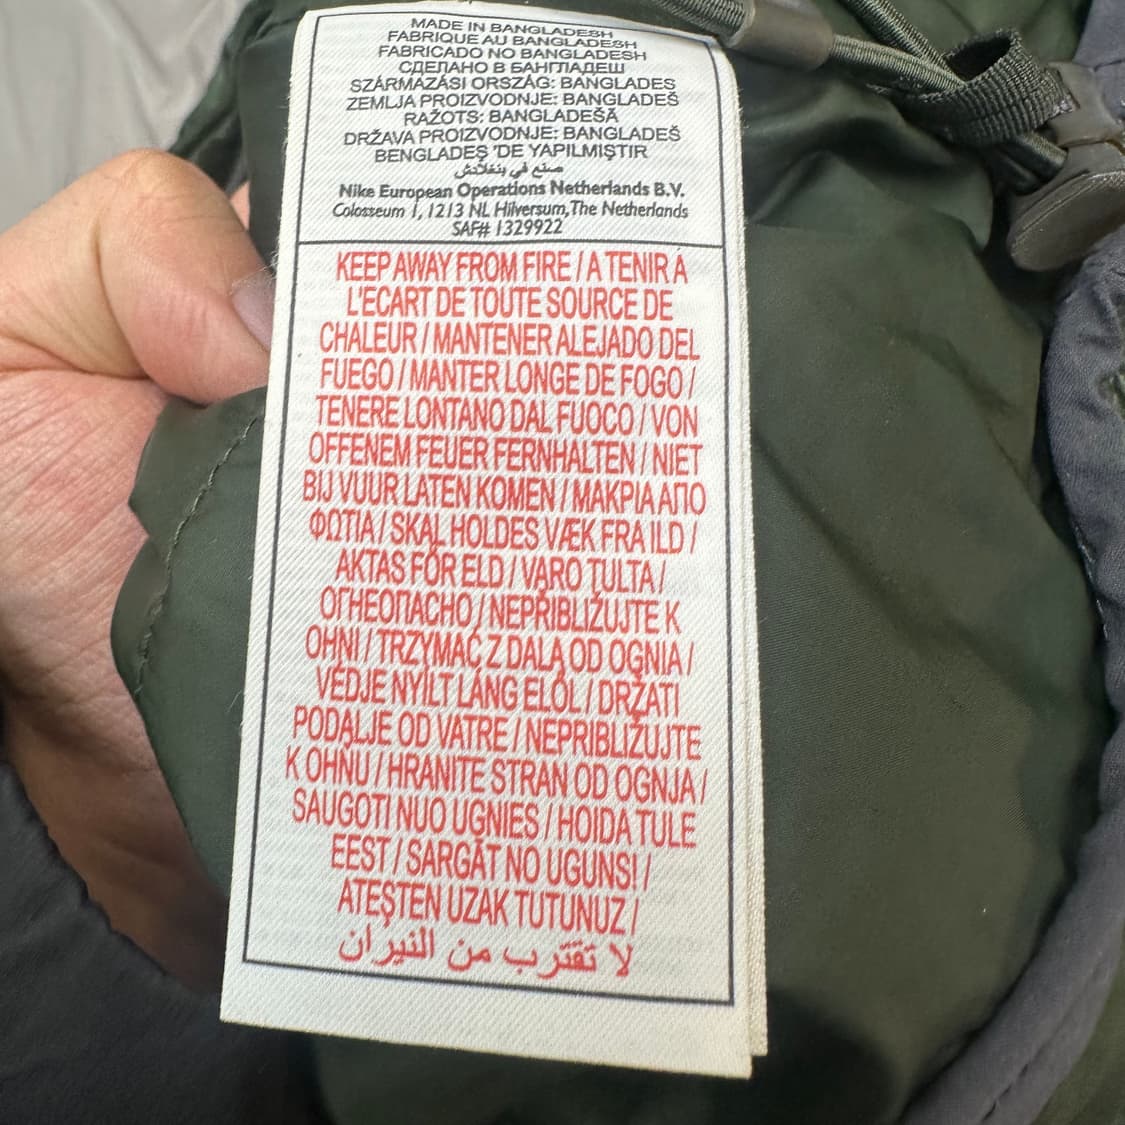 MADE IN BANGLADESH
FABRIQUE AU BANGLADESH
FABRICADO NO BANGLADESH
СДЕЛАНО В БАНГЛАДЕШ
SZÁRMAZÁSI ORSZÁG: BANGLADES
ZEMLJA PROIZVODNJE: BANGLADEŠ
RAŽOTS: BANGLADEŠĀ
DRŽAVA PROIZVODNJE: BANGLADEŠ
BENGLADEŞ 'DE YAPILMIŞTIR
صنع في بنغلادش
Nike European Operations Netherlands B.V.
Colosseum 1, 1213 NL Hilversum, The Netherlands
SAF# 1329922
KEEP AWAY FROM FIRE / A TENIR À
L'ECART DE TOUTE SOURCE DE
CHALEUR / MANTENER ALEJADO DEL
FUEGO / MANTER LONGE DE FOGO /
TENERE LONTANO DAL FUOCO / VON
OFFENEM FEUER FERNHALTEN / NIET
BIJ VUUR LATEN KOMEN / ΜΑΚΡΙΑ ΑΠΟ
ΦΩΤΙΑ / SKAL HOLDES VÆK FRA ILD /
AKTAS FÖR ELD / VARO TULTA /
ОГНЕОПАСНО / NEPŘIBLIŽUJTE K
OHNI / TRZYMAĆ Z DALA OD OGNIA /
VÉDJE NYÍLT LÁNG ELŐL / DRŽATI
PODALJE OD VATRE / NEPRIBLIŽUJTE
K OHŇU / HRANITE STRAN OD OGNJA /
SAUGOTI NUO UGNIES / HOIDA TULE
EEST / SARGĀT NO UGUNS! /
ATEŞTEN UZAK TUTUNUZ /
لا تقترب من النيران